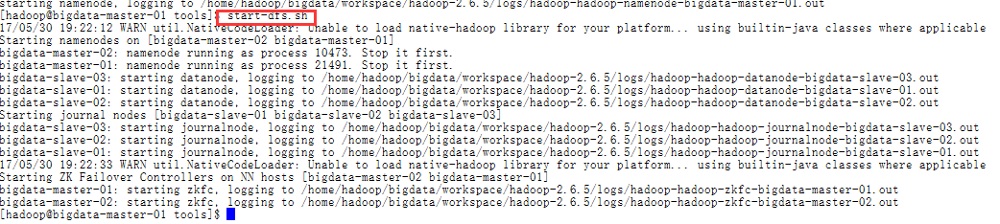 starting namenode, logging to /home/hadoop/bigdata/workspace/hadoop-2.6.5/logs/hadoop-hadoop-namenode-bigdata-master-01.out
[hadoop@bigdata-master-01 tools]$ start-dfs.sh
17/05/30 19:22:12 WARN util.NativeCodeLoader: Unable to load native-hadoop library for your platform... using builtin-java classes where applicable
Starting namenodes on [bigdata-master-02 bigdata-master-01]
bigdata-master-02: namenode running as process 10473. Stop it first.
bigdata-master-01: namenode running as process 21491. Stop it first.
bigdata-slave-03: starting datanode, logging to /home/hadoop/bigdata/workspace/hadoop-2.6.5/logs/hadoop-hadoop-datanode-bigdata-slave-03.out
bigdata-slave-01: starting datanode, logging to /home/hadoop/bigdata/workspace/hadoop-2.6.5/logs/hadoop-hadoop-datanode-bigdata-slave-01.out
bigdata-slave-02: starting datanode, logging to /home/hadoop/bigdata/workspace/hadoop-2.6.5/logs/hadoop-hadoop-datanode-bigdata-slave-02.out
Starting journal nodes [bigdata-slave-01 bigdata-slave-02 bigdata-slave-03]
bigdata-slave-03: starting journalnode, logging to /home/hadoop/bigdata/workspace/hadoop-2.6.5/logs/hadoop-hadoop-journalnode-bigdata-slave-03.out
bigdata-slave-02: starting journalnode, logging to /home/hadoop/bigdata/workspace/hadoop-2.6.5/logs/hadoop-hadoop-journalnode-bigdata-slave-02.out
bigdata-slave-01: starting journalnode, logging to /home/hadoop/bigdata/workspace/hadoop-2.6.5/logs/hadoop-hadoop-journalnode-bigdata-slave-01.out
17/05/30 19:22:33 WARN util.NativeCodeLoader: Unable to load native-hadoop library for your platform... using builtin-java classes where applicable
Starting ZK Failover Controllers on NN hosts [bigdata-master-02 bigdata-master-01]
bigdata-master-01: starting zkfc, logging to /home/hadoop/bigdata/workspace/hadoop-2.6.5/logs/hadoop-hadoop-zkfc-bigdata-master-01.out
bigdata-master-02: starting zkfc, logging to /home/hadoop/bigdata/workspace/hadoop-2.6.5/logs/hadoop-hadoop-zkfc-bigdata-master-02.out
[hadoop@bigdata-master-01 tools]$